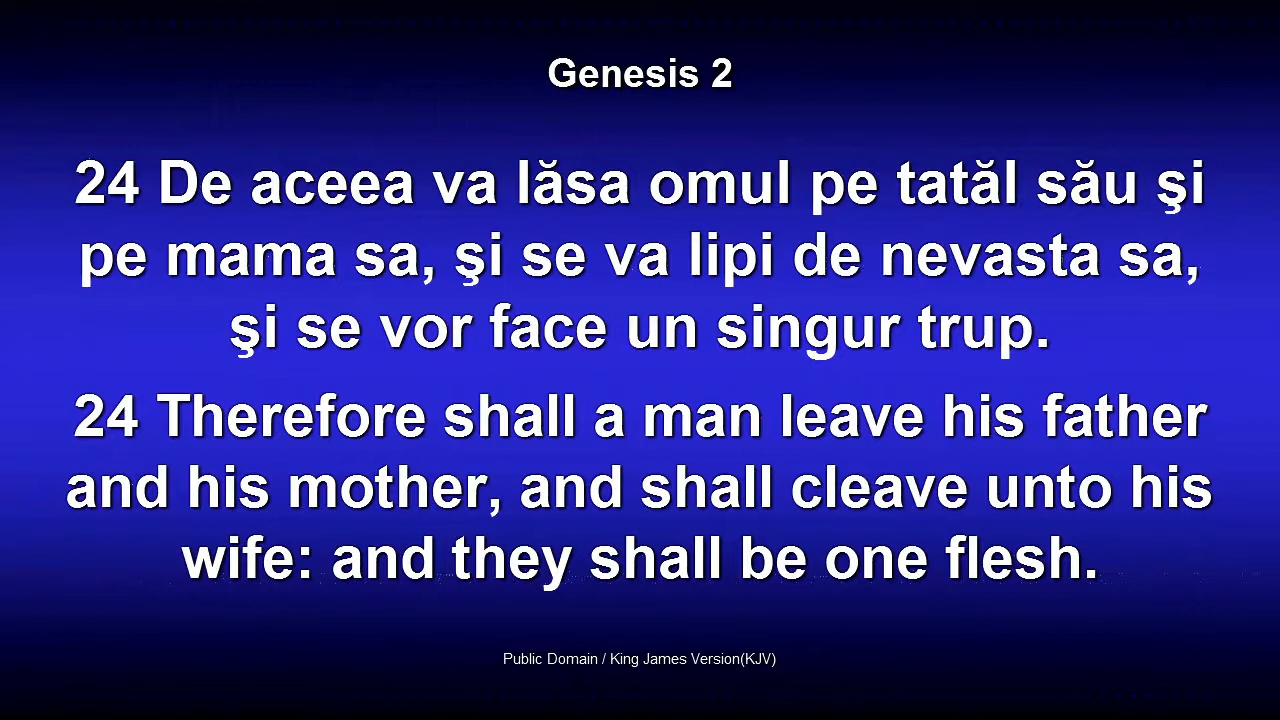 Genesis 2
24 De aceea va lăsa omul pe tatăl său şi
pe mama sa, şi se va lipi de nevasta sa,
şi se vor face un singur trup.
24 Therefore shall a man leave his father
and his mother, and shall cleave unto his
wife: and they shall be one flesh.
Public Domain / King James Version(KJV)